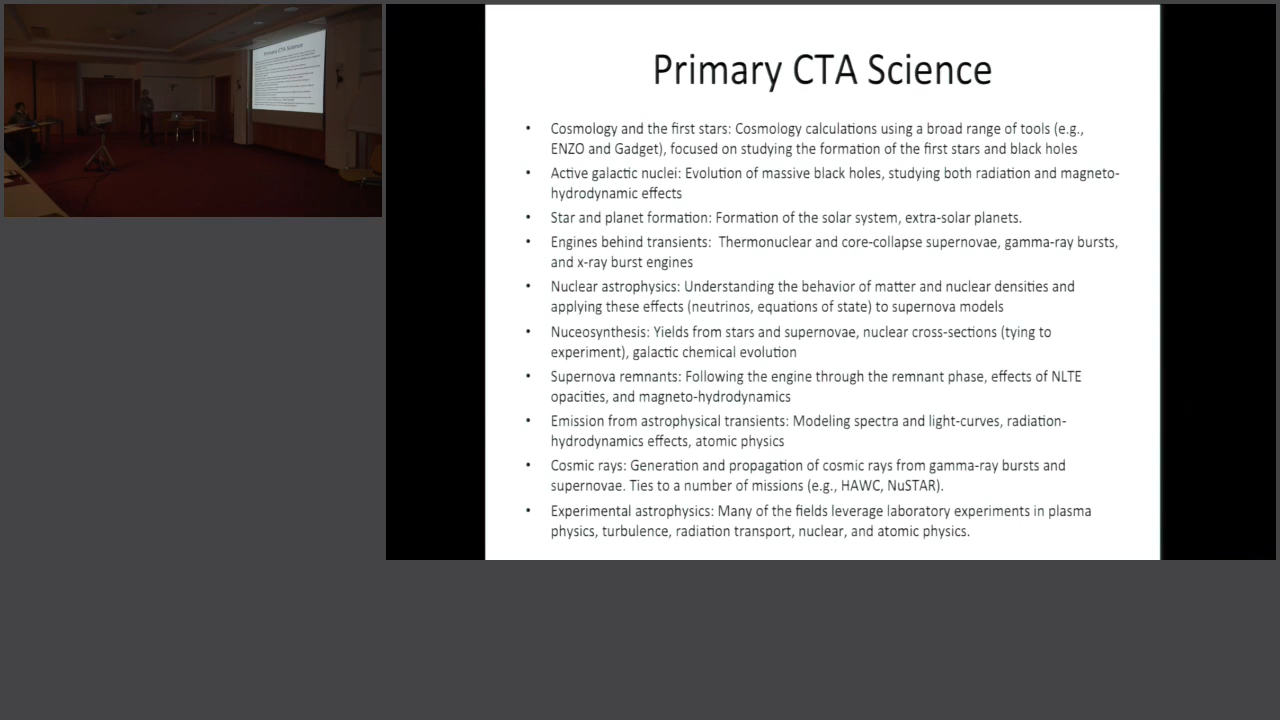 Primary CTA Science
• Cosmology and the first stars: Cosmology calculations using a broad range of tools (e.g.,
ENZO and Gadget), focused on studying the formation of the first stars and black holes
• Active galactic nuclei: Evolution of massive black holes, studying both radiation and magneto-
hydrodynamic effects
• Star and planet formation: Formation of the solar system, extra-solar planets.
• Engines behind transients:  Thermonuclear and core-collapse supernovae, gamma-ray bursts,
and x-ray burst engines
• Nuclear astrophysics: Understanding the behavior of matter and nuclear densities and
applying these effects (neutrinos, equations of state) to supernova models
• Nuceosynthesis: Yields from stars and supernovae, nuclear cross-sections (tying to
experiment), galactic chemical evolution
• Supernova remnants: Following the engine through the remnant phase, effects of NLTE
opacities, and magneto-hydrodynamics
• Emission from astrophysical transients: Modeling spectra and light-curves, radiation-
hydrodynamics effects, atomic physics
• Cosmic rays: Generation and propagation of cosmic rays from gamma-ray bursts and
supernovae. Ties to a number of missions (e.g., HAWC, NuSTAR).
• Experimental astrophysics: Many of the fields leverage laboratory experiments in plasma
physics, turbulence, radiation transport, nuclear, and atomic physics.
Primary CTA Science